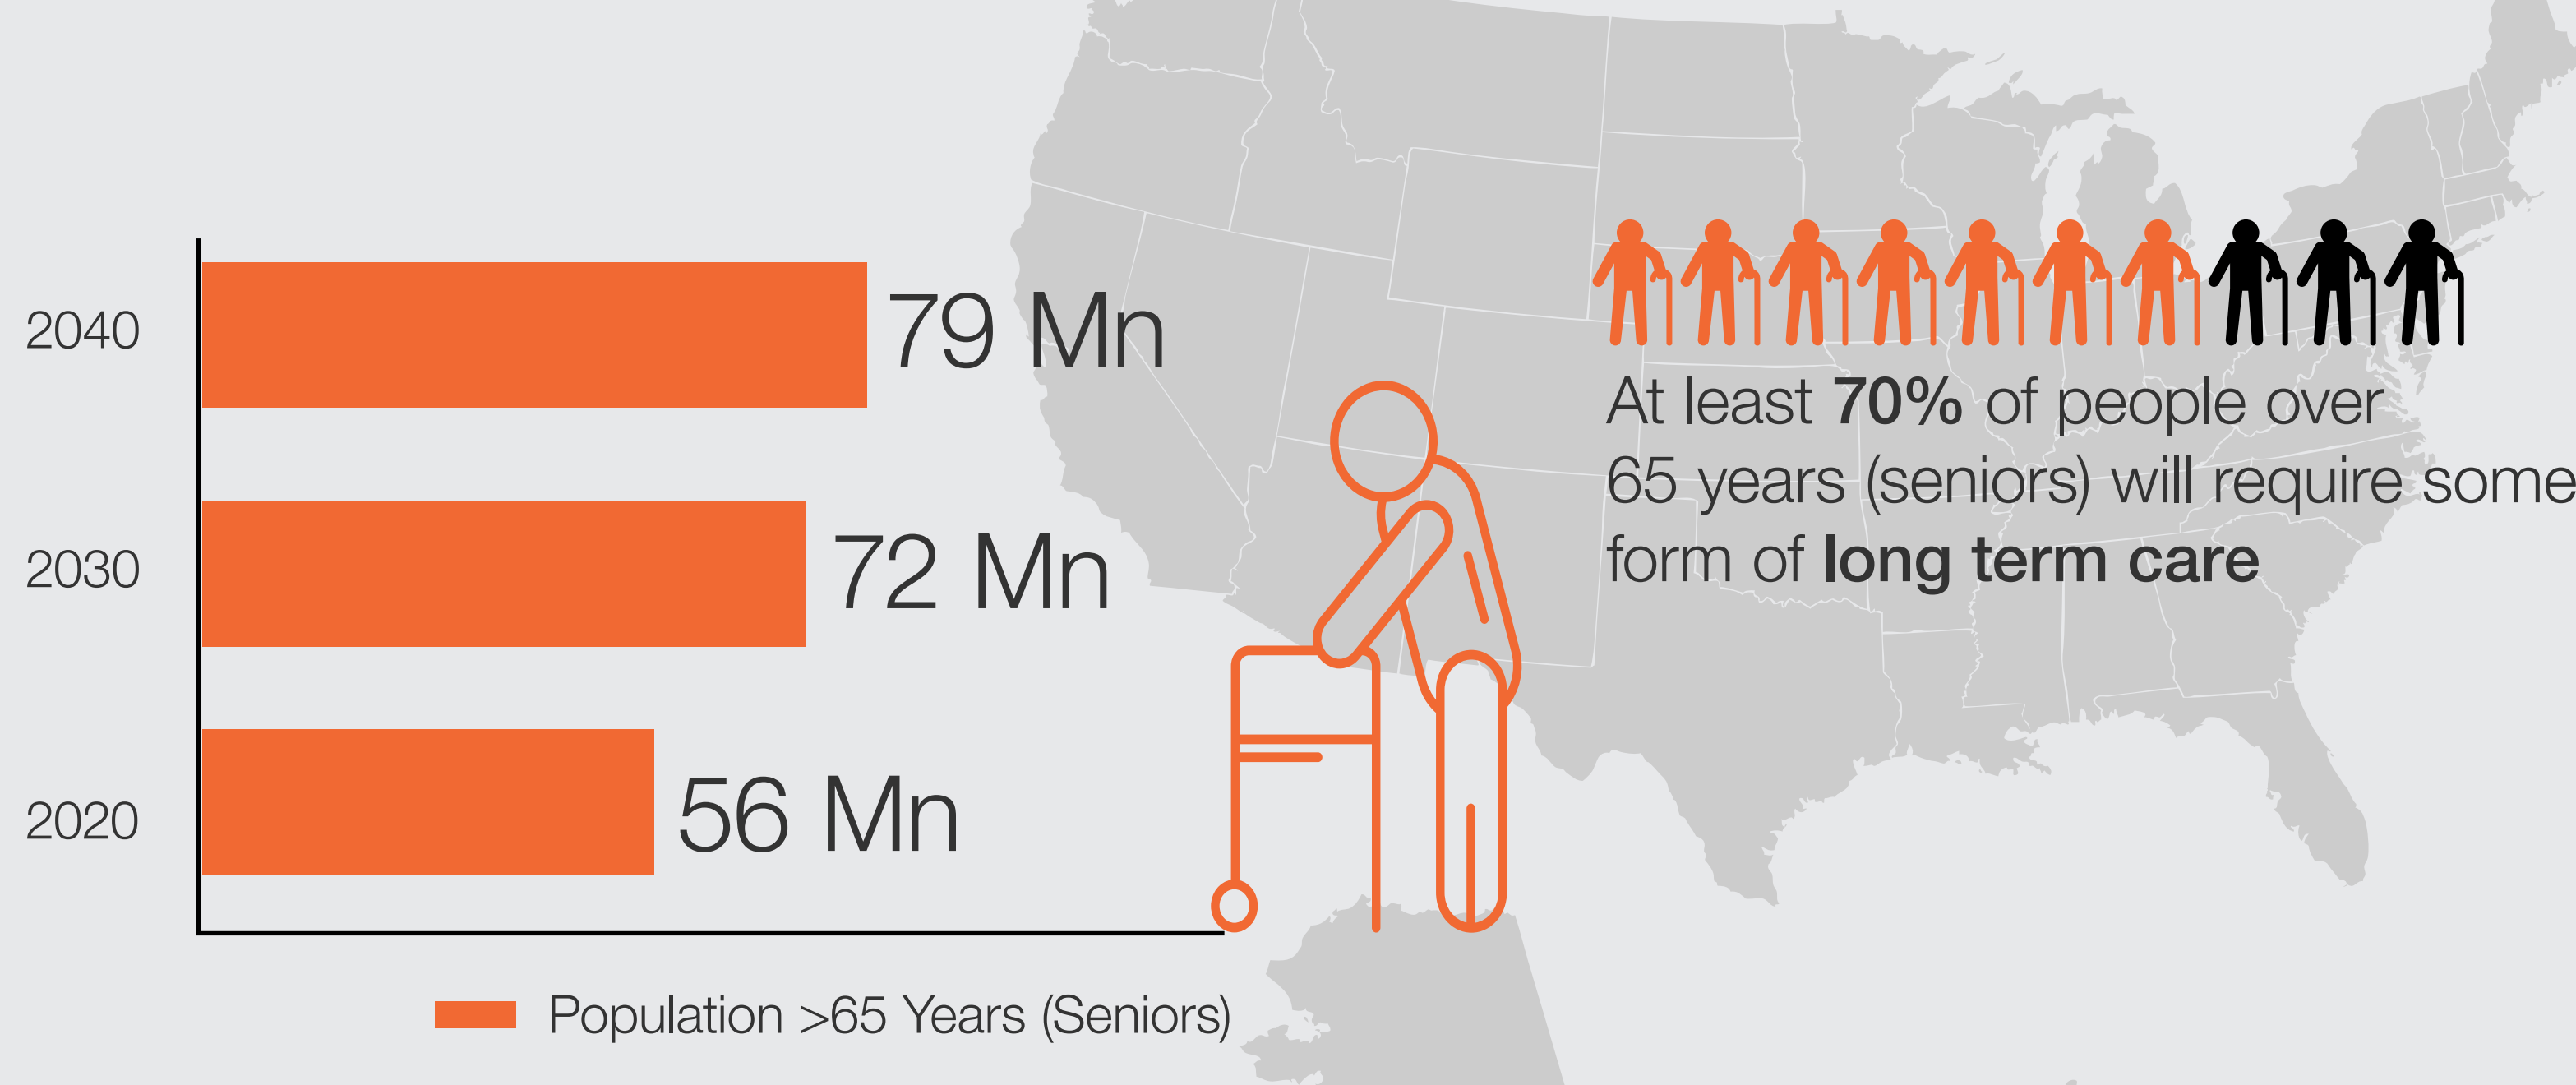 2040
79 Mn
2030
72 Mn
2020
56 Mn
Population >65 Years (Seniors)
At least 70% of people over
65 years (seniors) will require some
form of long term care